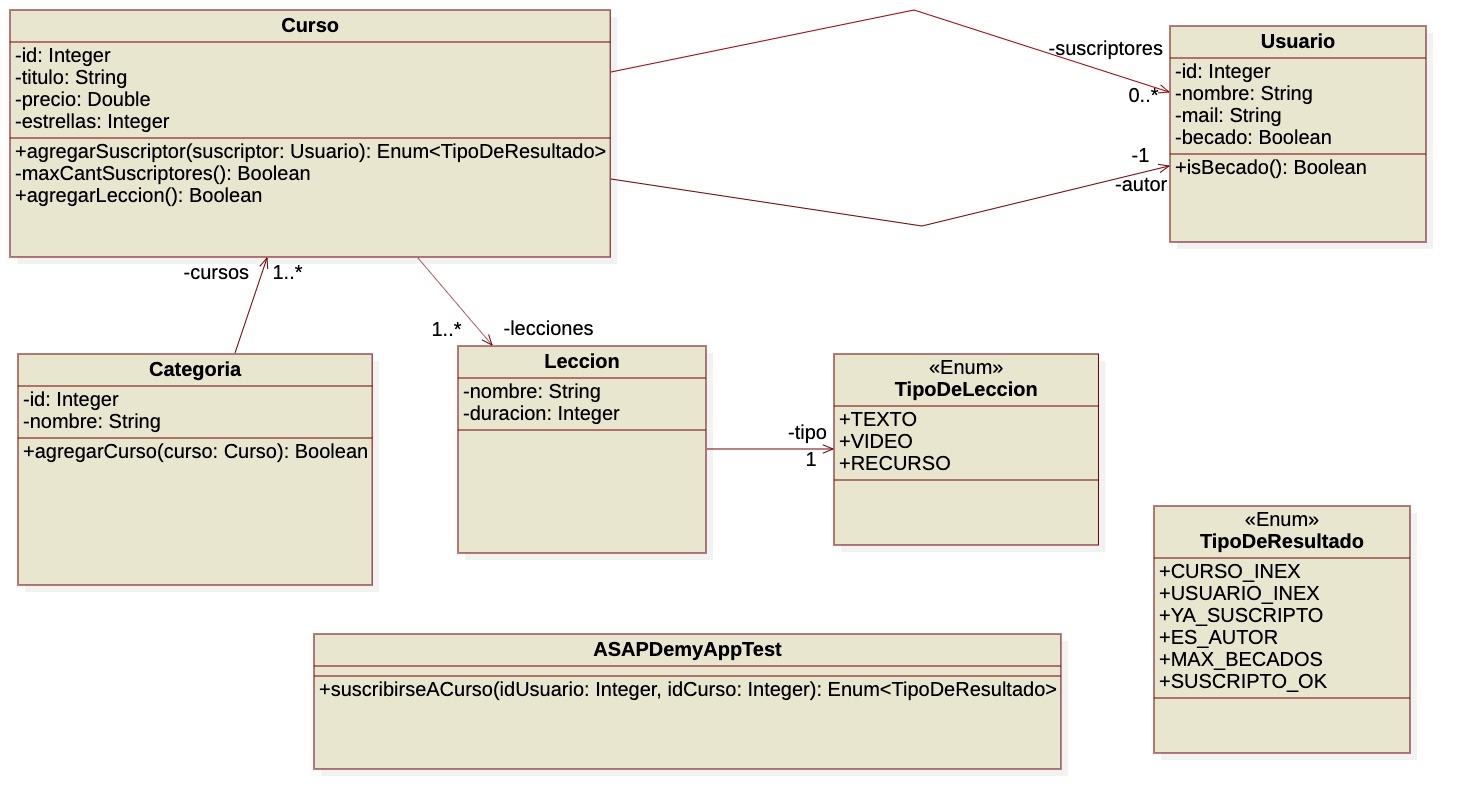 Curso
-id: Integer
-titulo: String
-precio: Double
-estrellas: Integer
+agregarSuscriptor(suscriptor: Usuario): Enum<TipoDeResultado>
-maxCantSuscriptores(): Boolean
+agregarLeccion(): Boolean
-suscriptores
0..*
-1
-autor
Usuario
-id: Integer
-nombre: String
-mail: String
-becado: Boolean
+isBecado(): Boolean
-cursos
1..*
1..*
-lecciones
Categoria
-id: Integer
-nombre: String
+agregarCurso(curso: Curso): Boolean
Leccion
-nombre: String
-duracion: Integer
-tipo
1
«Enum»
TipoDeLeccion
+TEXTO
+VIDEO
+RECURSO
«Enum»
TipoDeResultado
+CURSO_INEX
+USUARIO_INEX
+YA_SUSCRIPTO
+ES_AUTOR
+MAX_BECADOS
+SUSCRIPTO_OK
ASAPDemyAppTest
+suscribirseACurso(idUsuario: Integer, idCurso: Integer): Enum<TipoDeResultado>